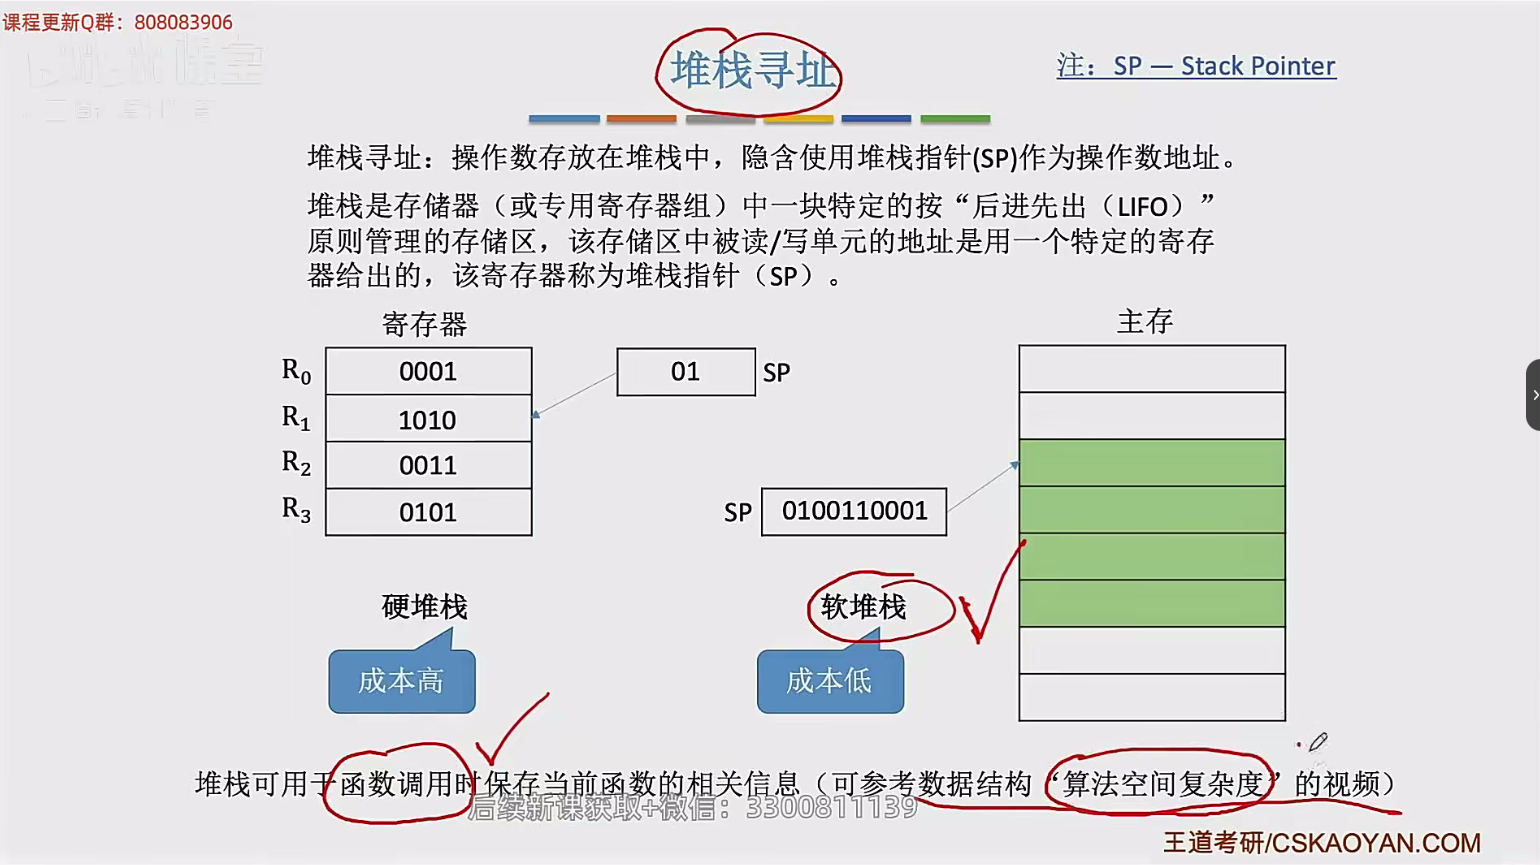 课程更新Q群：808083906
堆栈寻址
注：SP — Stack Pointer
堆栈寻址：操作数存放在堆栈中，隐含使用堆栈指针(SP)作为操作数地址。
堆栈是存储器（或专用寄存器组）中一块特定的按“后进先出（LIFO）”
原则管理的存储区，该存储区中被读/写单元的地址是用一个特定的寄存
器给出的，该寄存器称为堆栈指针（SP）。
寄存器
主存
R₀ 0001
01 SP
R₁ 1010
R₂ 0011
R₃ 0101
SP 0100110001
硬堆栈
软堆栈
成本高
成本低
堆栈可用于函数调用时保存当前函数的相关信息（可参考数据结构“算法空间复杂度”的视频）
后续新课获取+微信：3300811139
王道考研/CSKAOYAN.COM